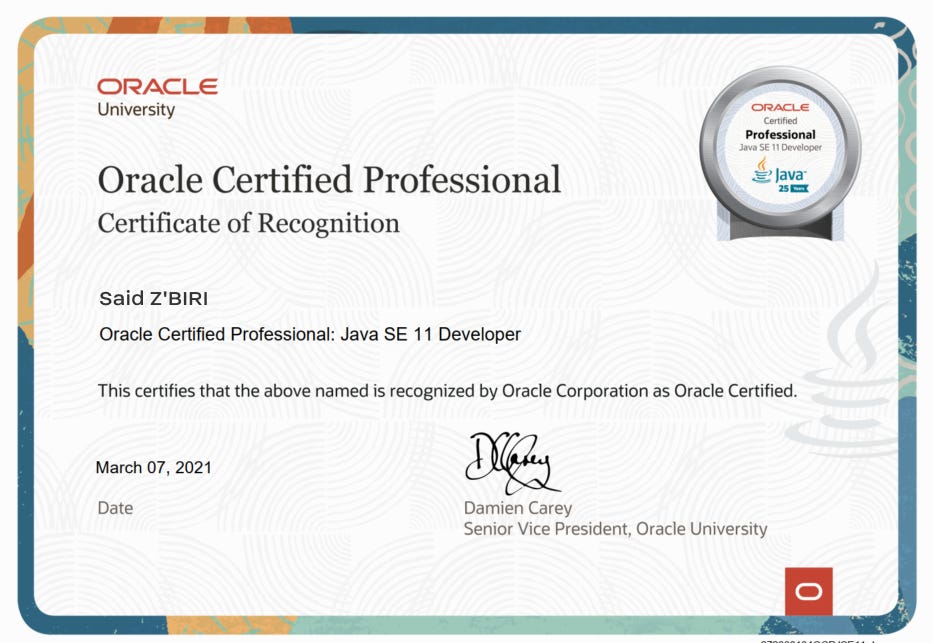 ORACLE
University
ORACLE
Certified
Professional
Java SE 11 Developer
Java
25 Years
Oracle Certified Professional
Certificate of Recognition
Said Z'BIRI
Oracle Certified Professional: Java SE 11 Developer
This certifies that the above named is recognized by Oracle Corporation as Oracle Certified.
March 07, 2021
Date
Damien Carey
Senior Vice President, Oracle University